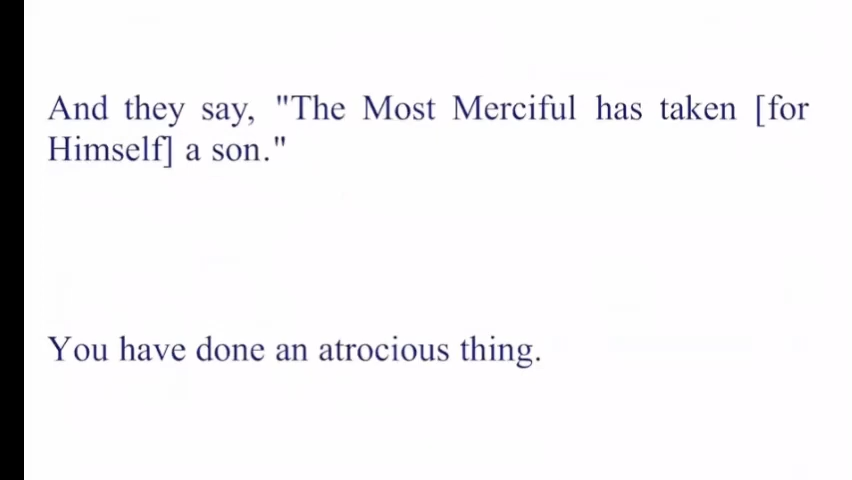 And they say, "The Most Merciful has taken [for
Himself] a son."
You have done an atrocious thing.